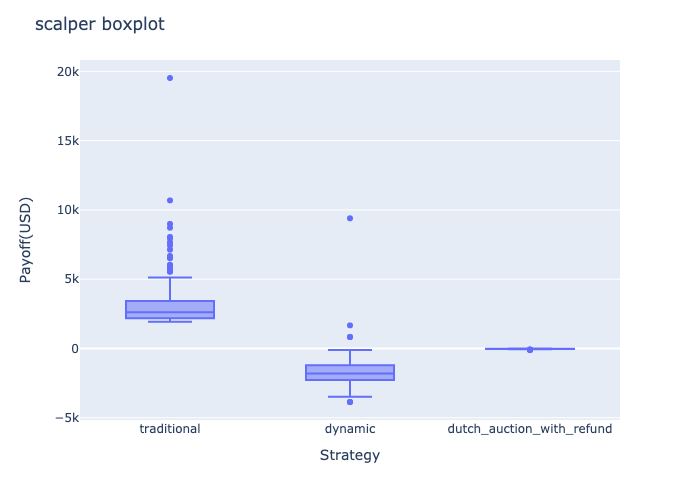 scalper boxplot
20k
15k
10k
5k
0
−5k
Payoff(USD)
traditional
dynamic
dutch_auction_with_refund
Strategy